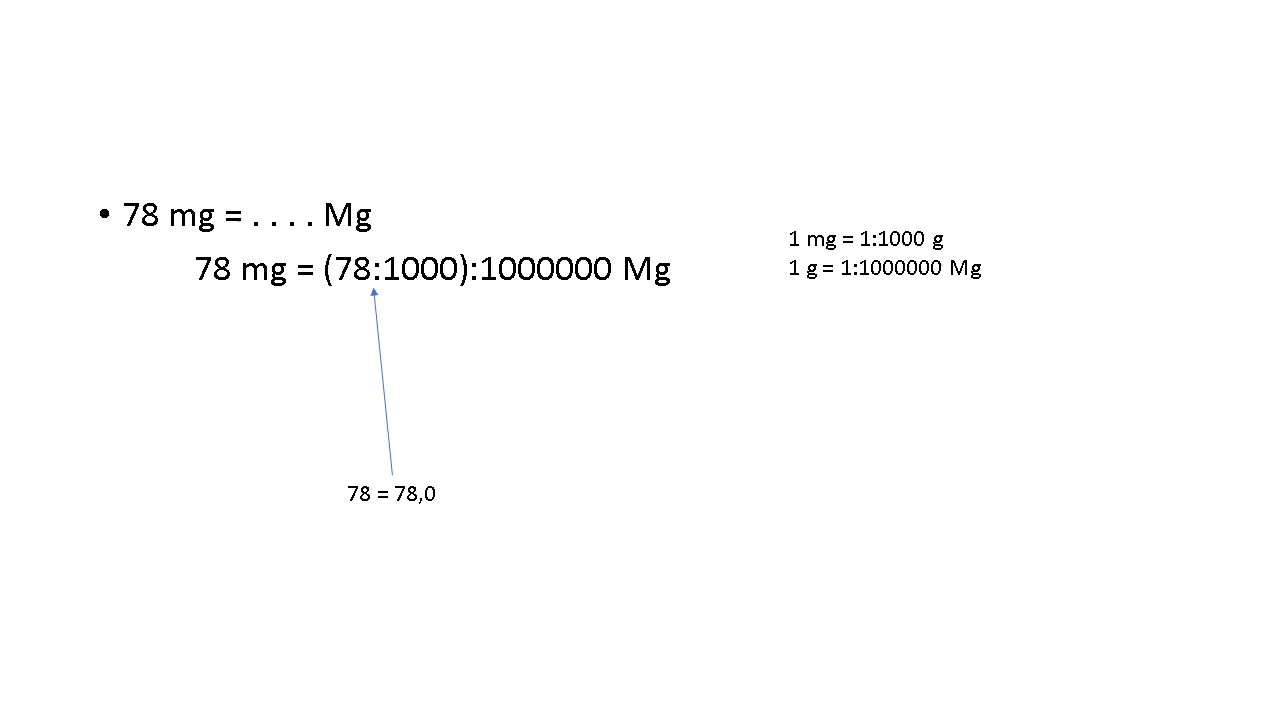 • 78 mg = . . . . Mg
78 mg = (78:1000):1000000 Mg
1 mg = 1:1000 g
1 g = 1:1000000 Mg
78 = 78,0